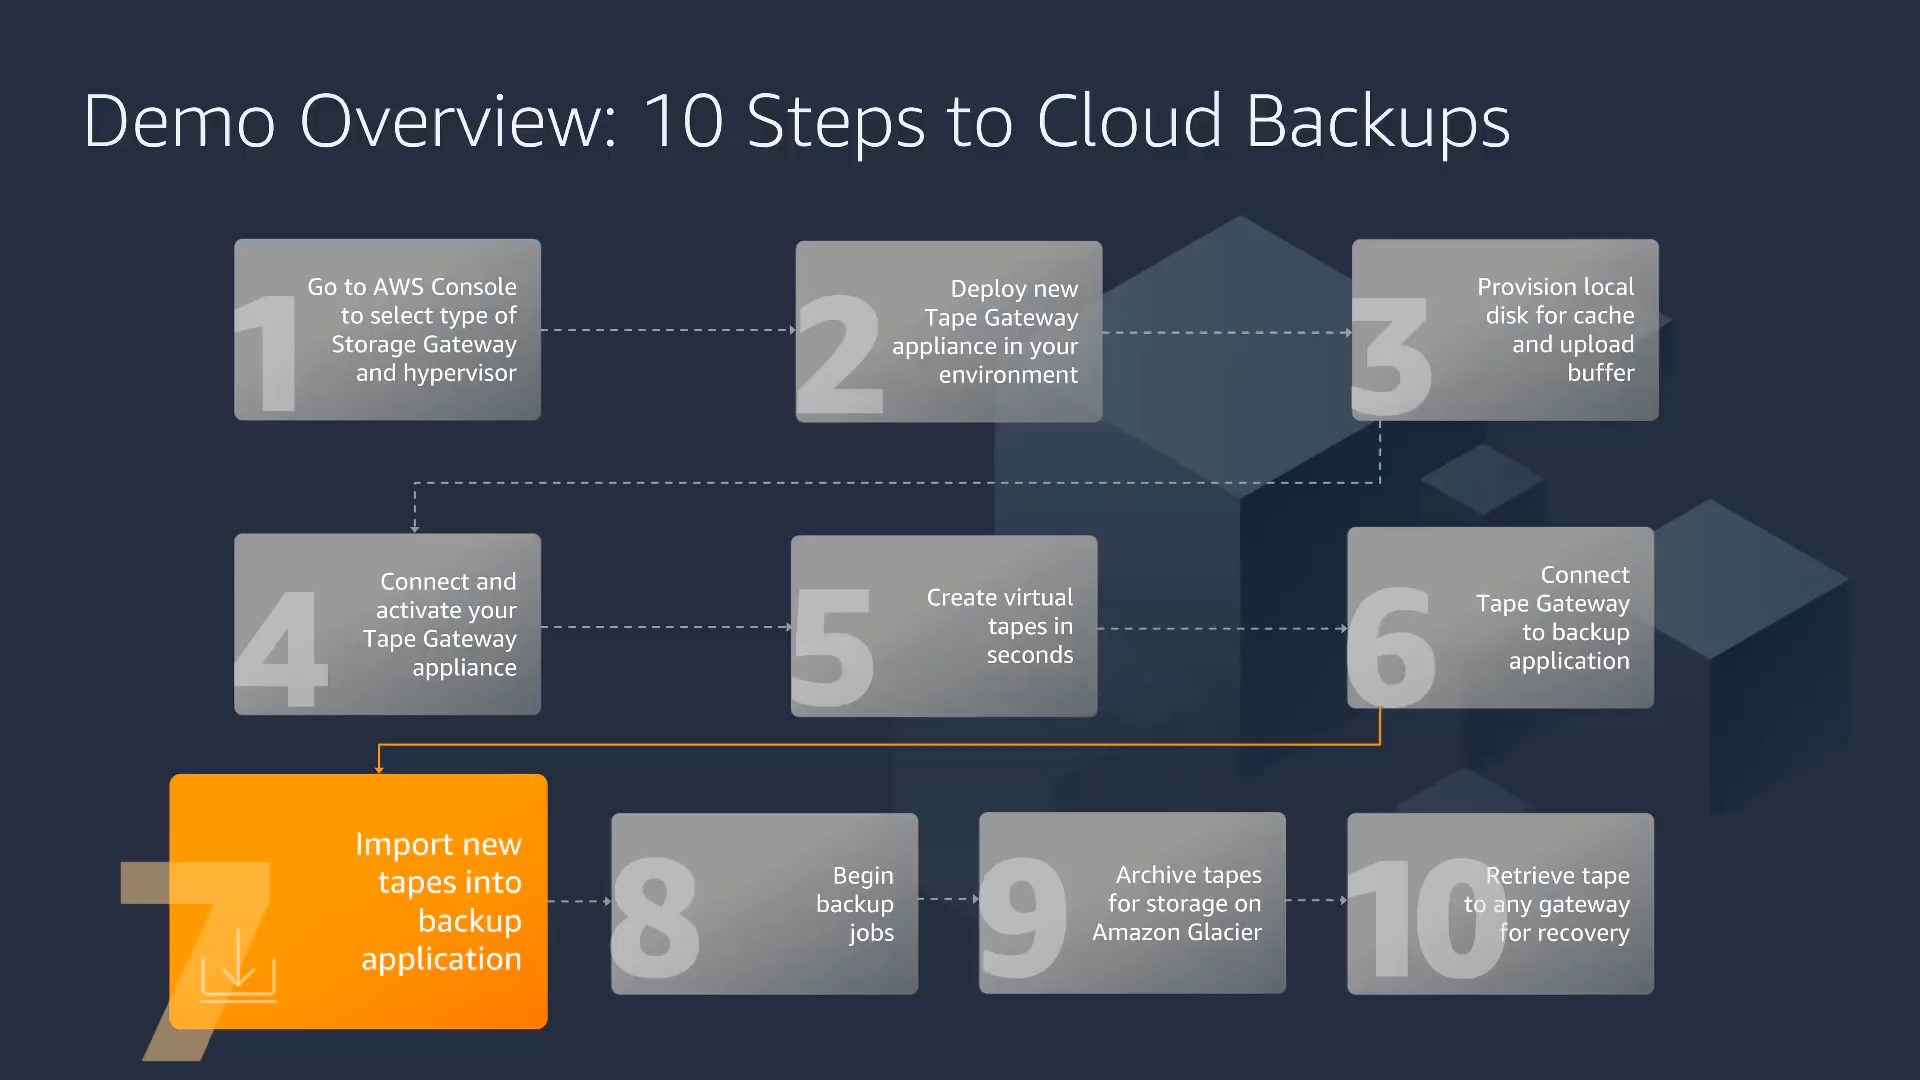 Demo Overview: 10 Steps to Cloud Backups
1
Go to AWS Console
to select type of
Storage Gateway
and hypervisor
2
Deploy new
Tape Gateway
appliance in your
environment
3
Provision local
disk for cache
and upload
buffer
4
Connect and
activate your
Tape Gateway
appliance
5
Create virtual
tapes in
seconds
6
Connect
Tape Gateway
to backup
application
7
Import new
tapes into
backup
application
8
Begin
backup
jobs
9
Archive tapes
for storage on
Amazon Glacier
10
Retrieve tape
to any gateway
for recovery